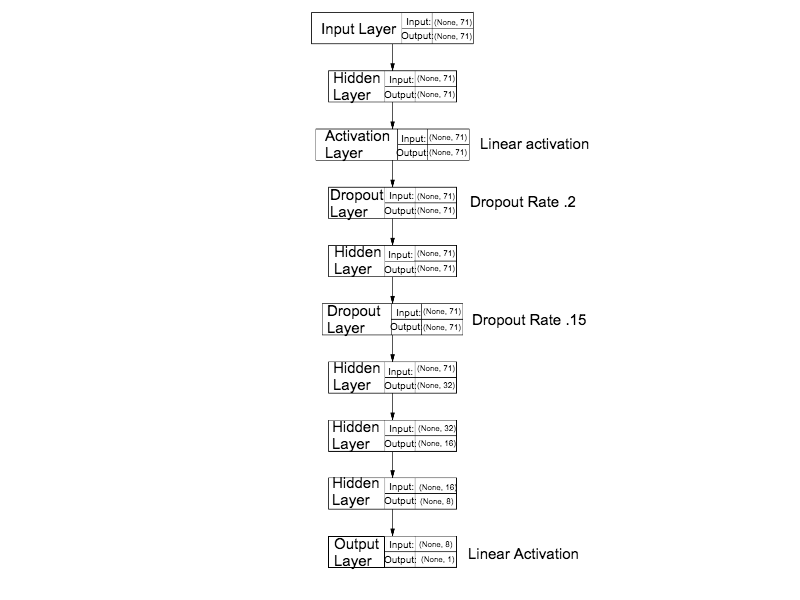 Input Layer Input: (None, 71)
Output: (None, 71)
Hidden Input: (None, 71)
Layer Output: (None, 71)
Activation Input: (None, 71)
Layer Output: (None, 71)
Linear activation
Dropout Input: (None, 71)
Layer Output: (None, 71)
Dropout Rate .2
Hidden Input: (None, 71)
Layer Output: (None, 71)
Dropout Input: (None, 71)
Layer Output: (None, 71)
Dropout Rate .15
Hidden Input: (None, 71)
Layer Output: (None, 32)
Hidden Input: (None, 32)
Layer Output: (None, 16)
Hidden Input: (None, 16)
Layer Output: (None, 8)
Output Input: (None, 8)
Layer Output: (None, 1)
Linear Activation